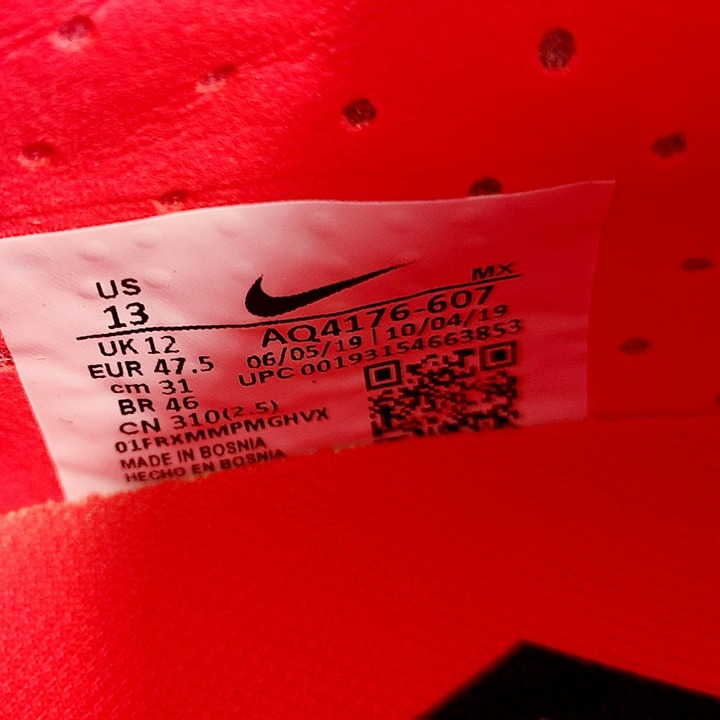 US
13
MX
AQ4176-607
UK 12
06/05/19 | 10/04/19
EUR 47.5
UPC 00193154663853
cm 31
BR 46
CN 310(2.5)
01FRXMMPMGHVX
MADE IN BOSNIA
HECHO EN BOSNIA